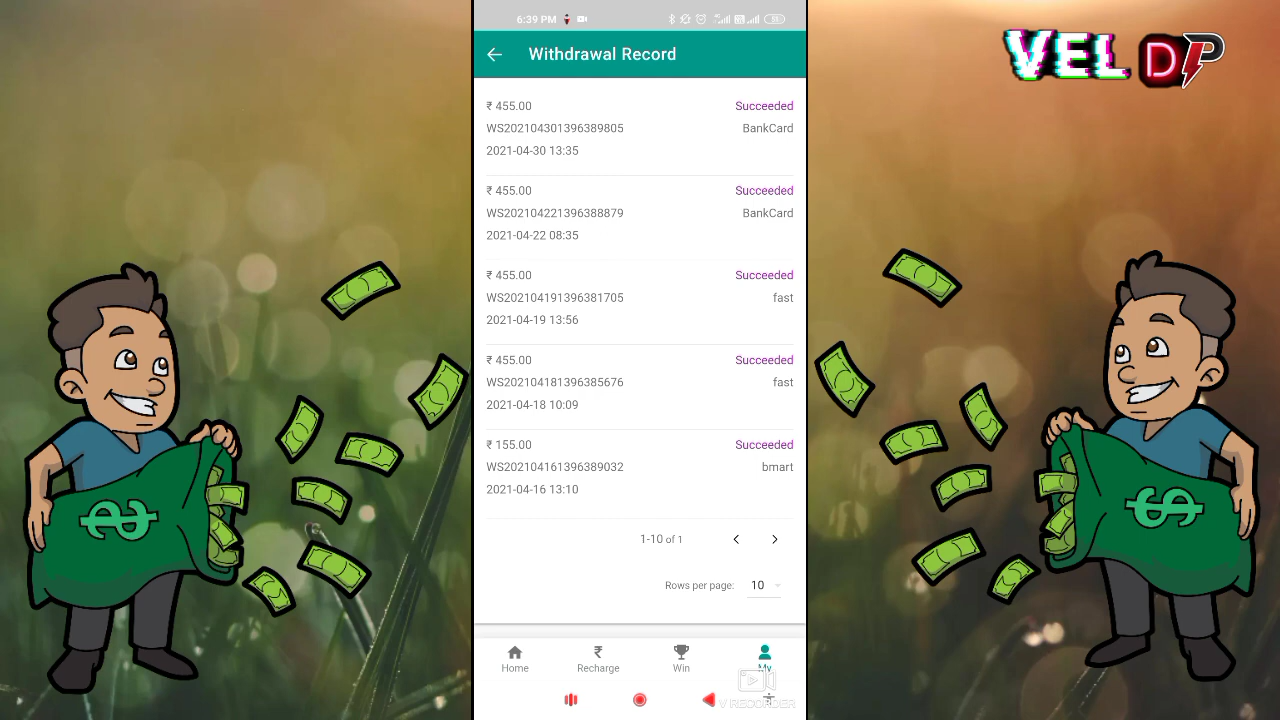 6:39 PM
VEL DP
Withdrawal Record
₹ 455.00 Succeeded
WS202104301396389805 BankCard
2021-04-30 13:35
₹ 455.00 Succeeded
WS202104221396388879 BankCard
2021-04-22 08:35
₹ 455.00 Succeeded
WS202104191396381705 fast
2021-04-19 13:56
₹ 455.00 Succeeded
WS202104181396385676 fast
2021-04-18 10:09
₹ 155.00 Succeeded
WS202104161396389032 bmart
2021-04-16 13:10
1-10 of 1
Rows per page: 10
Home Recharge Win My
V RECORDER